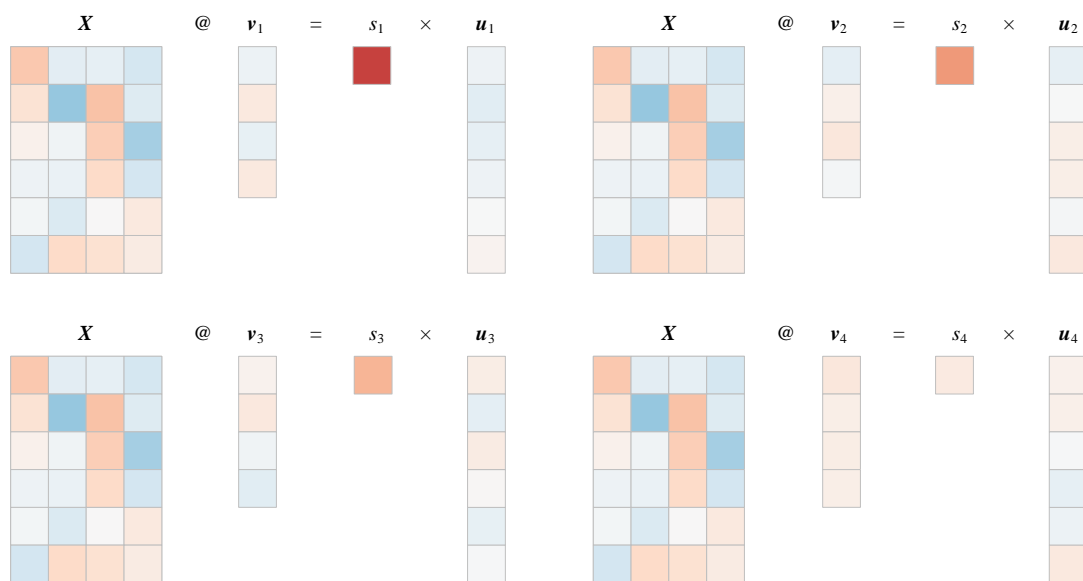 X @ v₁ = s₁ × u₁ X @ v₂ = s₂ × u₂
X @ v₃ = s₃ × u₃ X @ v₄ = s₄ × u₄